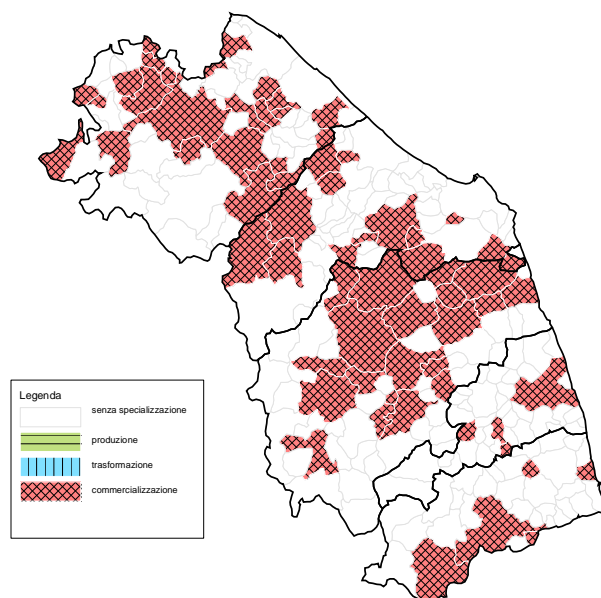 Legenda
senza specializzazione
produzione
trasformazione
commercializzazione